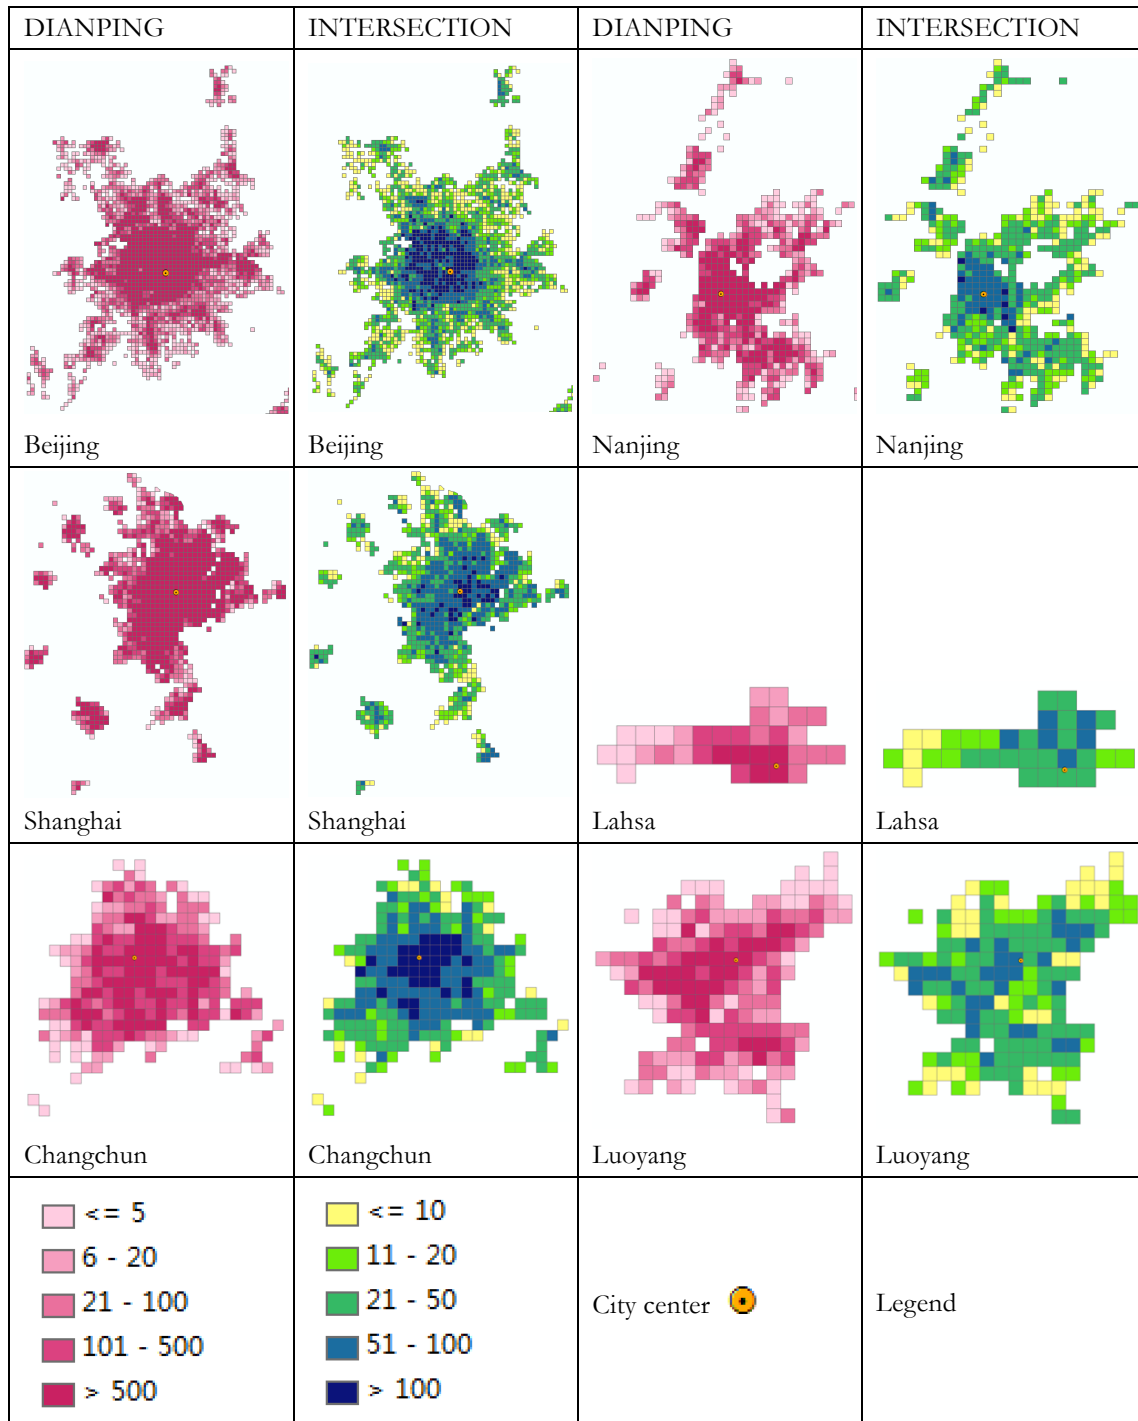 DIANPING INTERSECTION DIANPING INTERSECTION
Beijing Beijing Nanjing Nanjing
Shanghai Shanghai Lahsa Lahsa
Changchun Changchun Luoyang Luoyang
<= 5
6 - 20
21 - 100
101 - 500
> 500
<= 10
11 - 20
21 - 50
51 - 100
> 100
City center
Legend